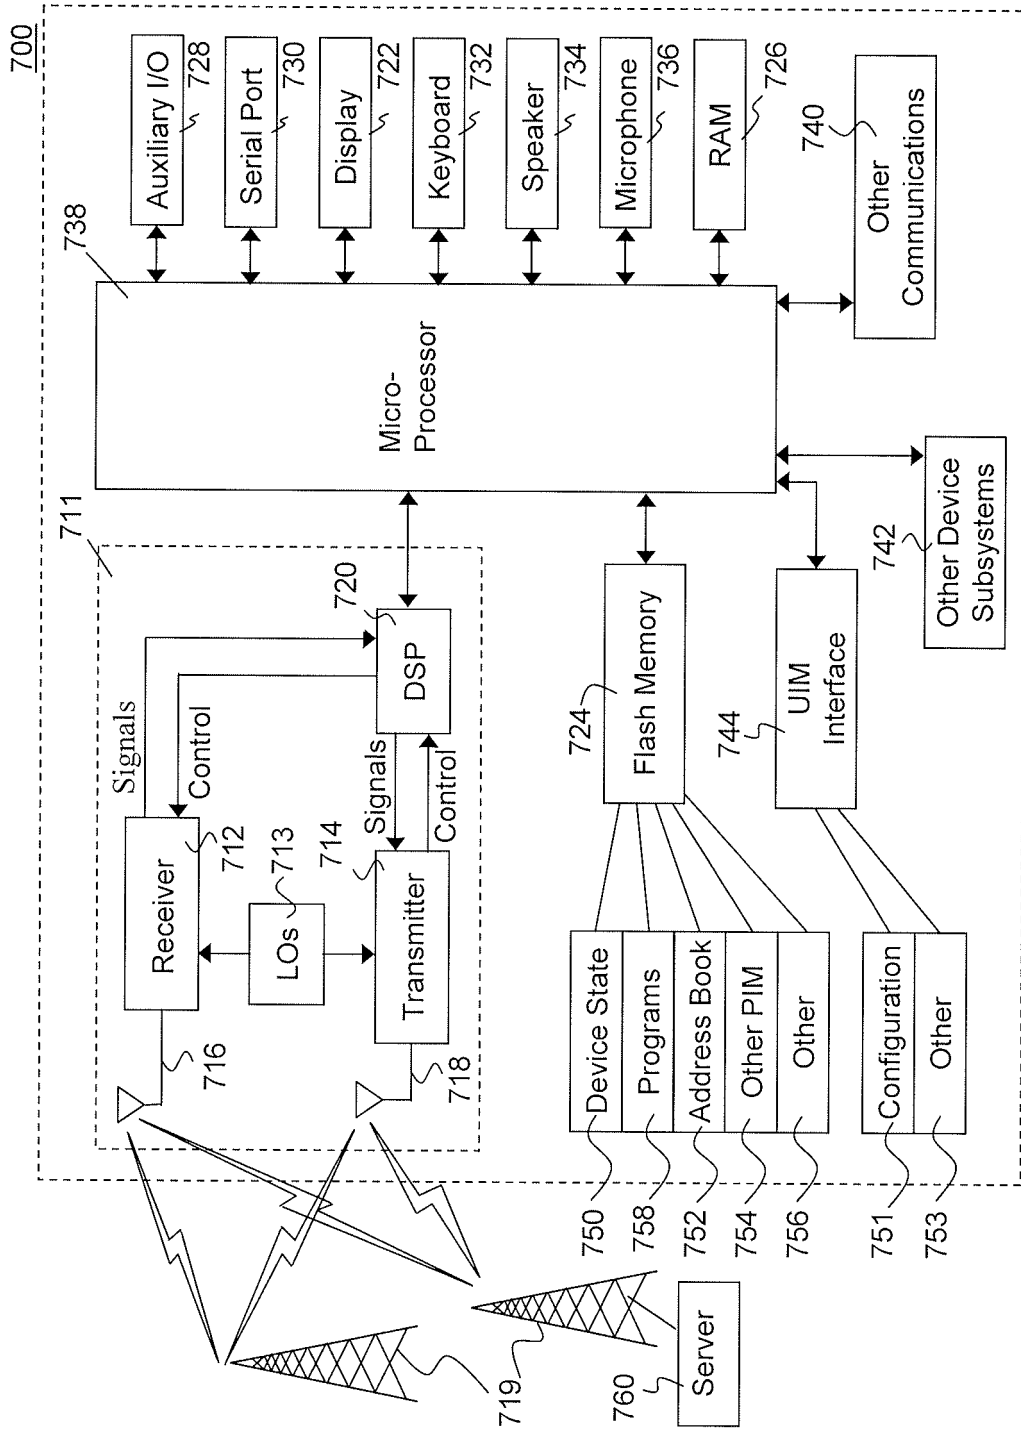 700
711
738
Signals
Control
720
DSP
Signals
Control
Receiver
712
LOs
713
714
Transmitter
716
718
719
Server
760
Micro-
Processor
Auxiliary I/O
728
Serial Port
730
Display
722
Keyboard
732
Speaker
734
Microphone
736
RAM
726
740
Other
Communications
742
Other Device
Subsystems
724
Flash Memory
744
UIM
Interface
Device State
Programs
Address Book
Other PIM
Other
750
758
752
754
756
Configuration
Other
751
753